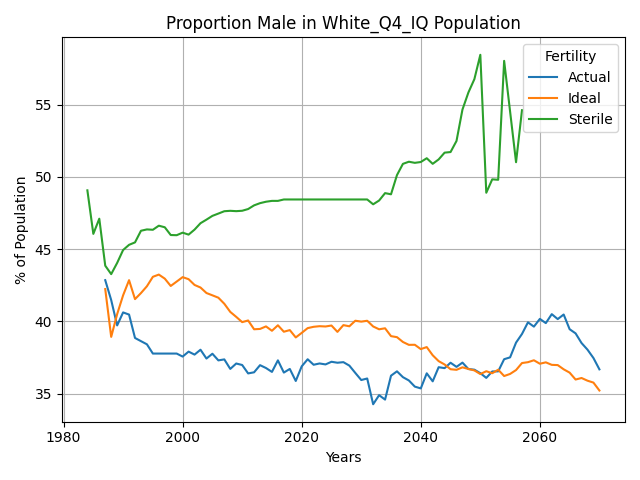 Proportion Male in White_Q4_IQ Population
% of Population
55
50
45
40
35
Fertility
Actual
Ideal
Sterile
1980
2000
2020
2040
2060
Years